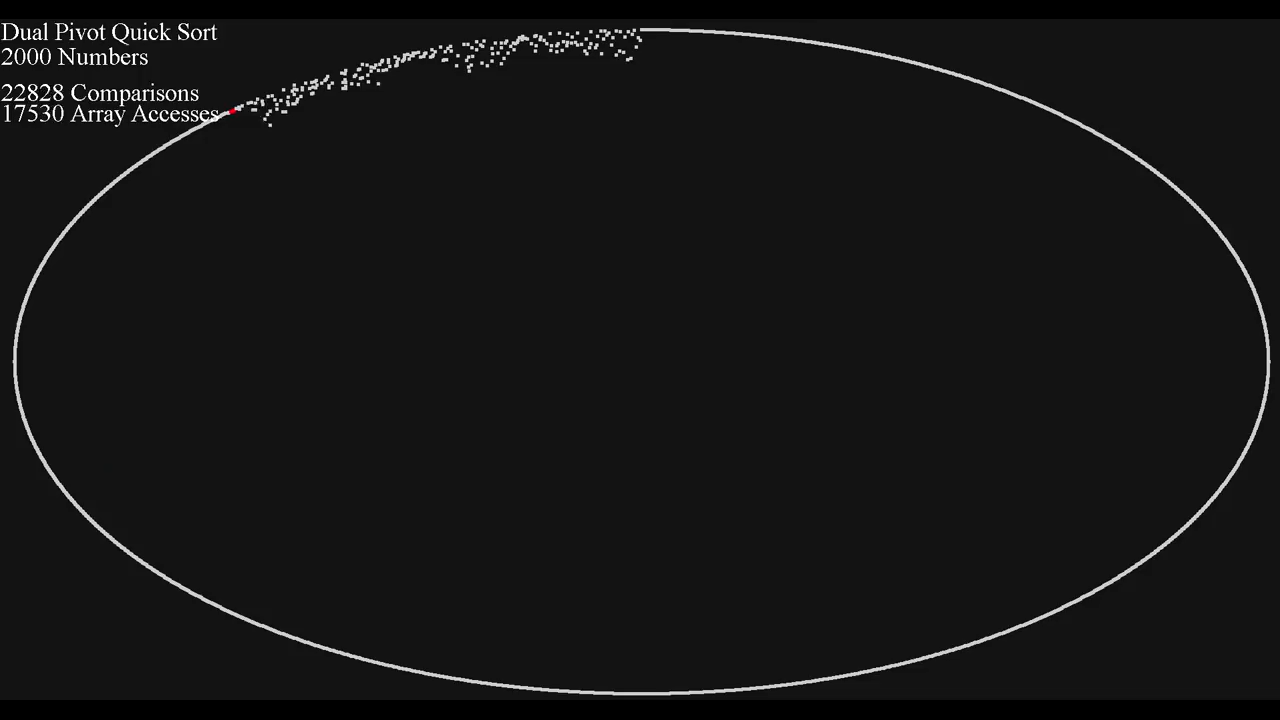 Dual Pivot Quick Sort
2000 Numbers
22828 Comparisons
17530 Array Accesses